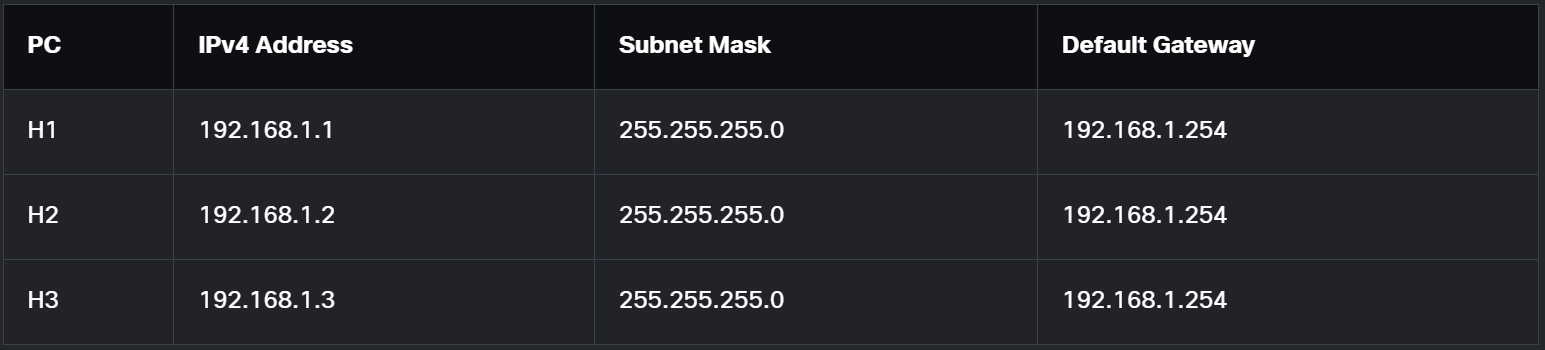 PC IPv4 Address Subnet Mask Default Gateway
H1 192.168.1.1 255.255.255.0 192.168.1.254
H2 192.168.1.2 255.255.255.0 192.168.1.254
H3 192.168.1.3 255.255.255.0 192.168.1.254